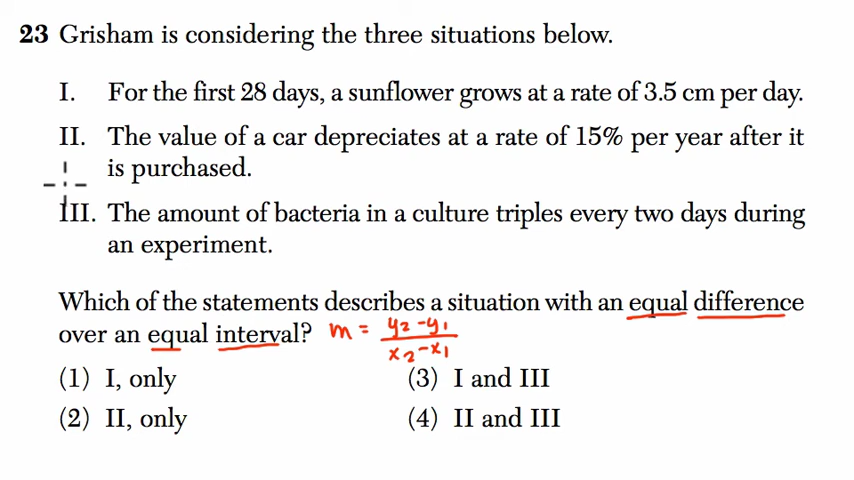 23 Grisham is considering the three situations below.
I. For the first 28 days, a sunflower grows at a rate of 3.5 cm per day.
II. The value of a car depreciates at a rate of 15% per year after it
is purchased.
III. The amount of bacteria in a culture triples every two days during
an experiment.
Which of the statements describes a situation with an equal difference
over an equal interval? m = y₂-y₁
x₂-x₁
(1) I, only
(3) I and III
(2) II, only
(4) II and III